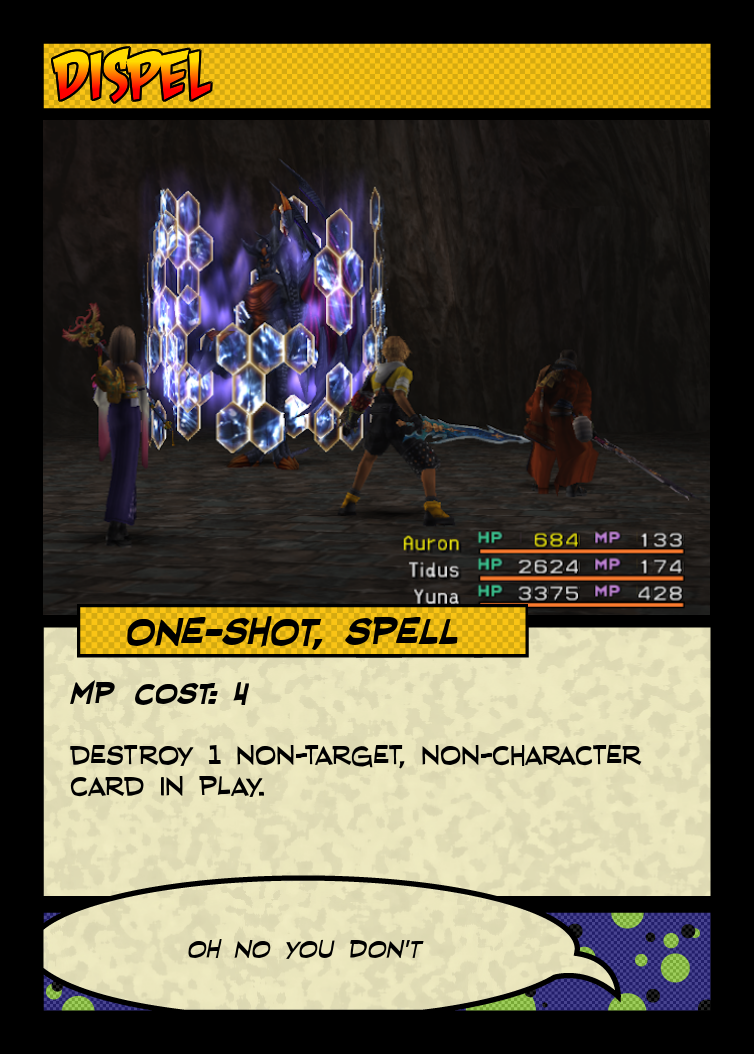 DISPEL
Auron HP 684 MP 133
Tidus HP 2624 MP 174
Yuna HP 3375 MP 428
ONE-SHOT, SPELL
MP COST: 4
DESTROY 1 NON-TARGET, NON-CHARACTER
CARD IN PLAY.
OH NO YOU DON'T